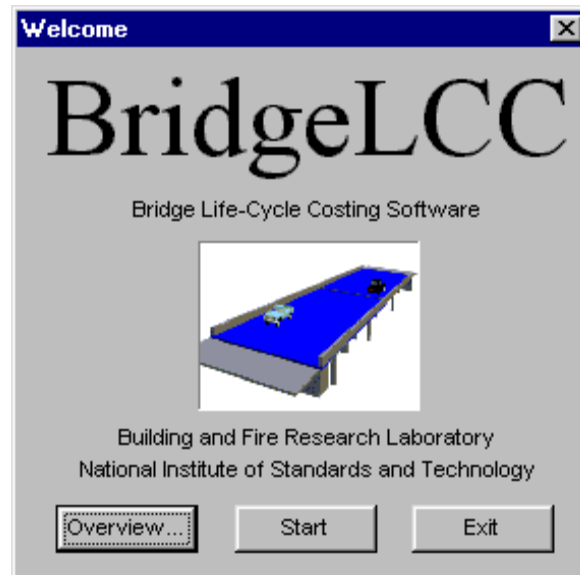 Welcome
BridgeLCC
Bridge Life-Cycle Costing Software
Building and Fire Research Laboratory
National Institute of Standards and Technology
Overview... Start Exit